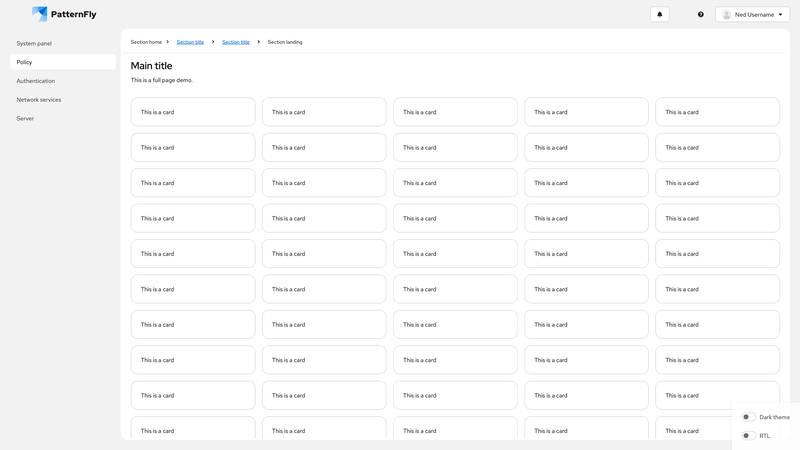 PatternFly
Ned Username
System panel
Policy
Authentication
Network services
Server
Section home Section title Section title Section landing
Main title
This is a full page demo.
This is a card This is a card This is a card This is a card This is a card
This is a card This is a card This is a card This is a card This is a card
This is a card This is a card This is a card This is a card This is a card
This is a card This is a card This is a card This is a card This is a card
This is a card This is a card This is a card This is a card This is a card
This is a card This is a card This is a card This is a card This is a card
This is a card This is a card This is a card This is a card This is a card
This is a card This is a card This is a card This is a card This is a card
This is a card This is a card This is a card This is a card This is a card
This is a card This is a card This is a card This is a card This is a card
Dark theme
RTL